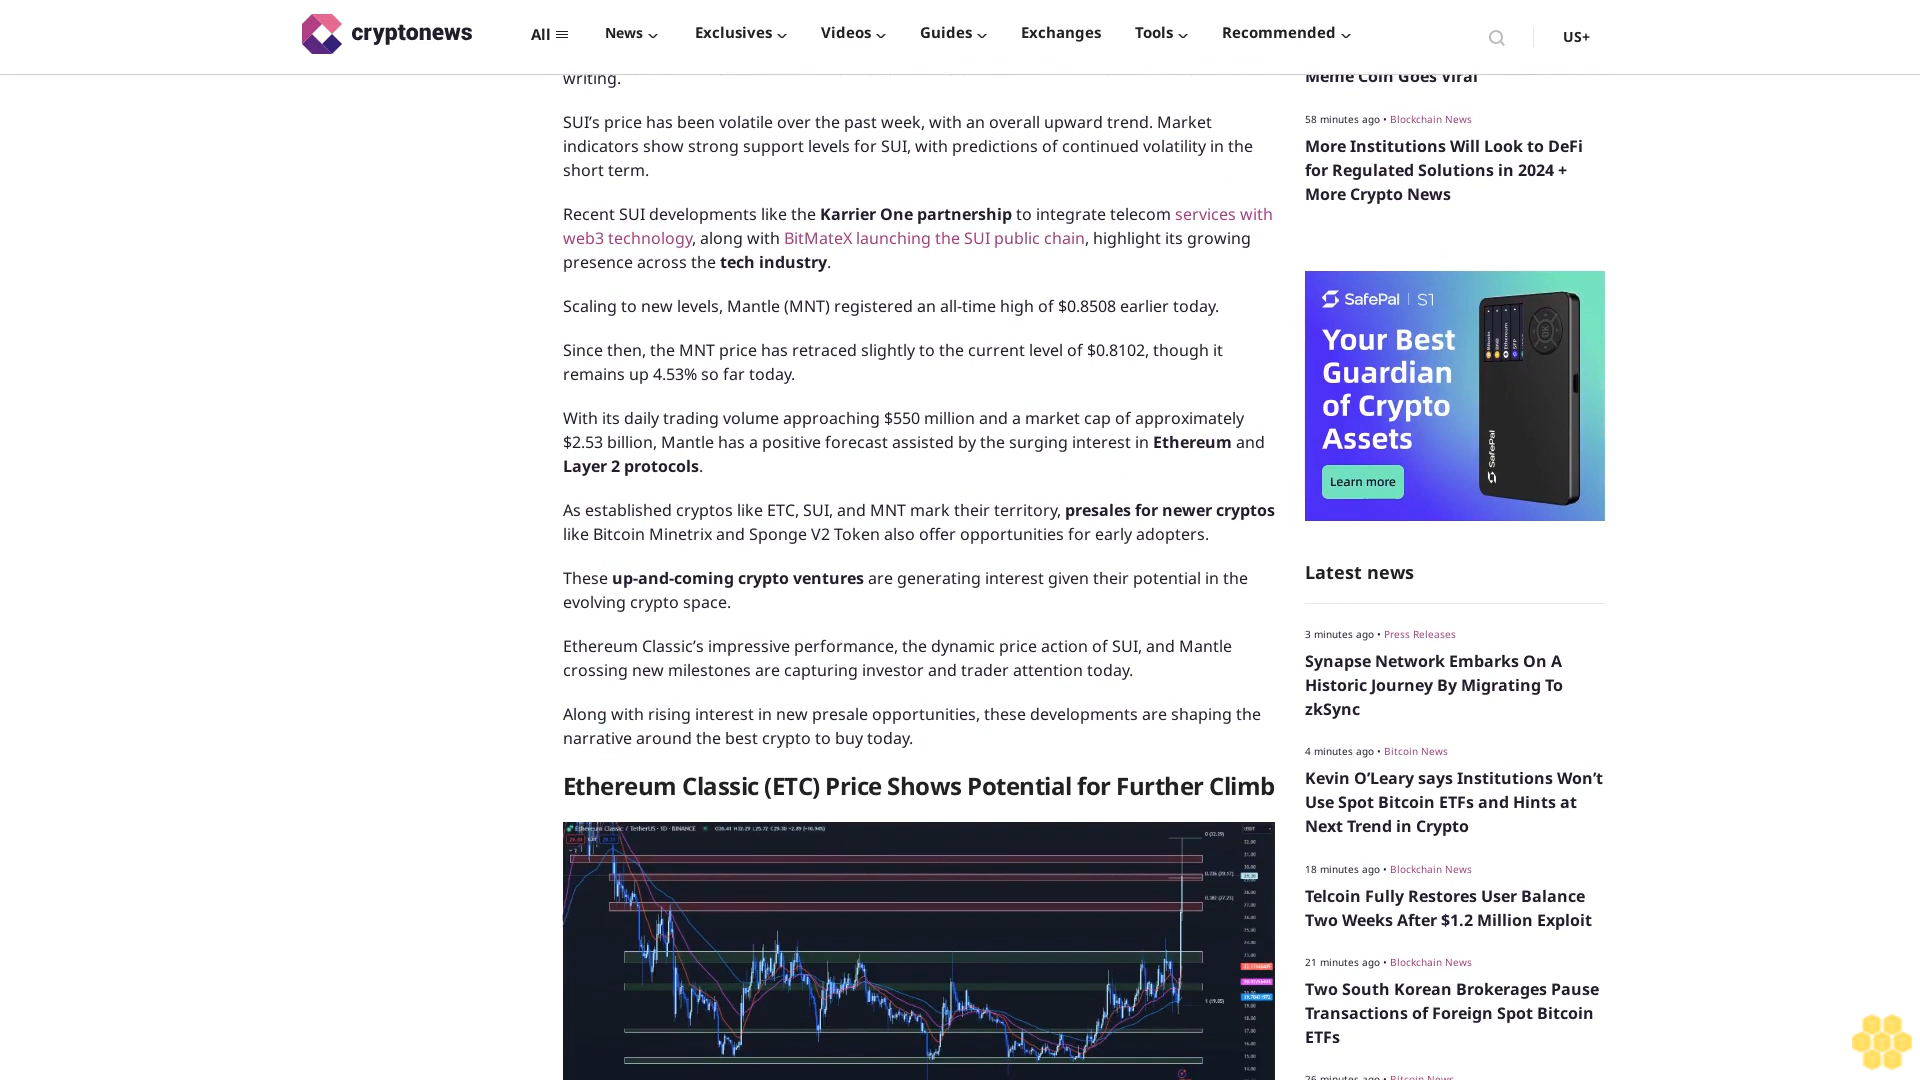 cryptonews
All
News
Exclusives
Videos
Guides
Exchanges
Tools
Recommended
US+
writing.
SUI’s price has been volatile over the past week, with an overall upward trend. Market
indicators show strong support levels for SUI, with predictions of continued volatility in the
short term.
Recent SUI developments like the Karrier One partnership to integrate telecom services with
web3 technology, along with BitMateX launching the SUI public chain, highlight its growing
presence across the tech industry.
Scaling to new levels, Mantle (MNT) registered an all-time high of $0.8508 earlier today.
Since then, the MNT price has retraced slightly to the current level of $0.8102, though it
remains up 4.53% so far today.
With its daily trading volume approaching $550 million and a market cap of approximately
$2.53 billion, Mantle has a positive forecast assisted by the surging interest in Ethereum and
Layer 2 protocols.
As established cryptos like ETC, SUI, and MNT mark their territory, presales for newer cryptos
like Bitcoin Minetrix and Sponge V2 Token also offer opportunities for early adopters.
These up-and-coming crypto ventures are generating interest given their potential in the
evolving crypto space.
Ethereum Classic’s impressive performance, the dynamic price action of SUI, and Mantle
crossing new milestones are capturing investor and trader attention today.
Along with rising interest in new presale opportunities, these developments are shaping the
narrative around the best crypto to buy today.
Ethereum Classic (ETC) Price Shows Potential for Further Climb
Ethereum Classic / TetherUS · 1D · BINANCE
Meme Coin Goes Viral
58 minutes ago • Blockchain News
More Institutions Will Look to DeFi
for Regulated Solutions in 2024 +
More Crypto News
SafePal | S1
Your Best
Guardian
of Crypto
Assets
Learn more
SafePal
Latest news
3 minutes ago • Press Releases
Synapse Network Embarks On A
Historic Journey By Migrating To
zkSync
4 minutes ago • Bitcoin News
Kevin O’Leary says Institutions Won’t
Use Spot Bitcoin ETFs and Hints at
Next Trend in Crypto
18 minutes ago • Blockchain News
Telcoin Fully Restores User Balance
Two Weeks After $1.2 Million Exploit
21 minutes ago • Blockchain News
Two South Korean Brokerages Pause
Transactions of Foreign Spot Bitcoin
ETFs
26 minutes ago • Bitcoin News